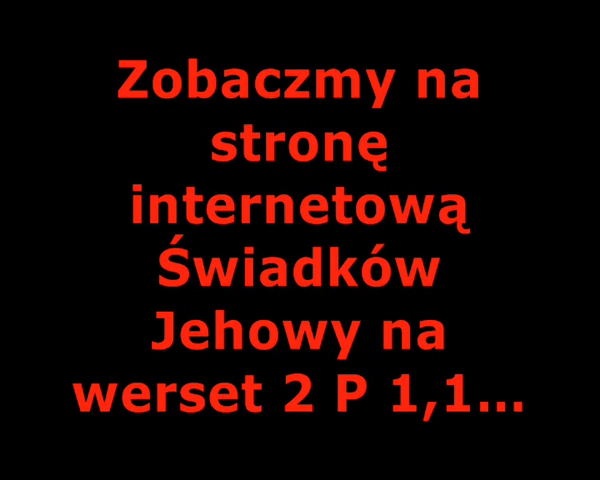 Zobaczmy na
stronę
internetową
Świadków
Jehowy na
werset 2 P 1,1...